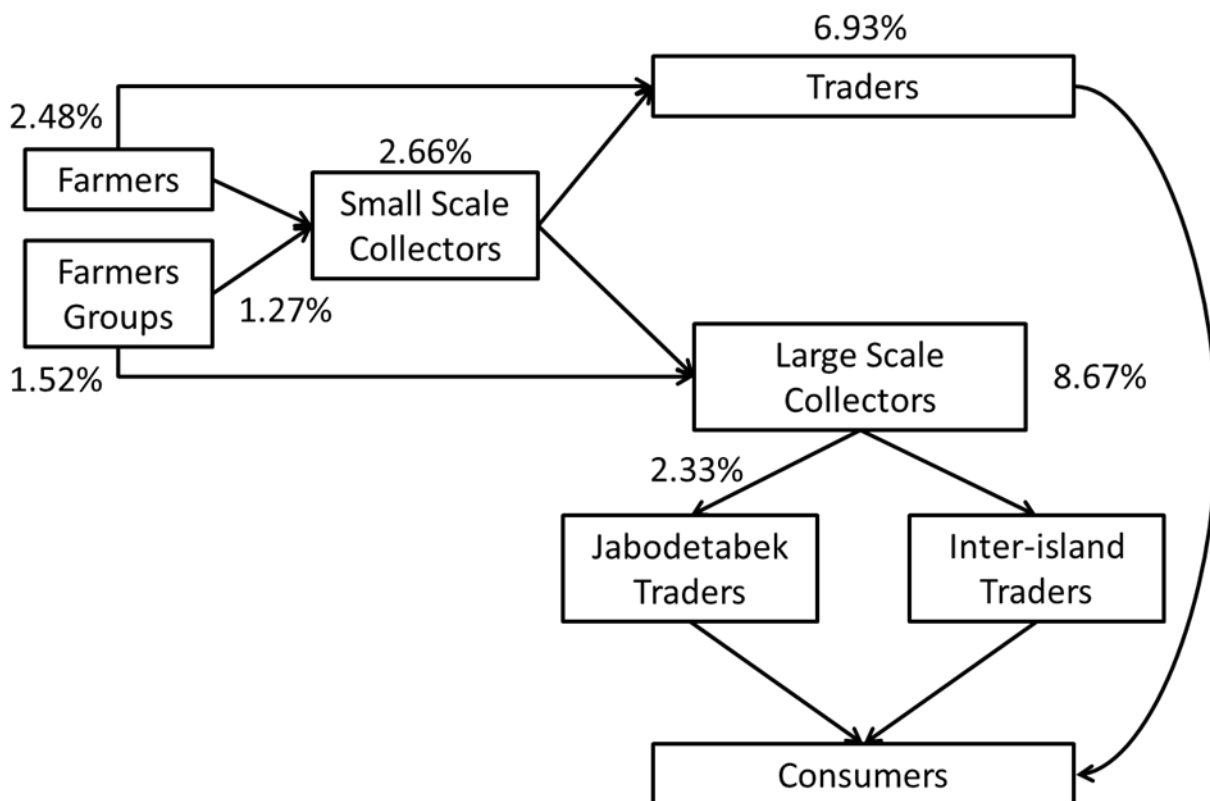 6.93%
Traders
2.48%
Farmers
2.66%
Small Scale
Collectors
Farmers
Groups
1.27%
1.52%
Large Scale
Collectors
8.67%
2.33%
Jabodetabek
Traders
Inter-island
Traders
Consumers